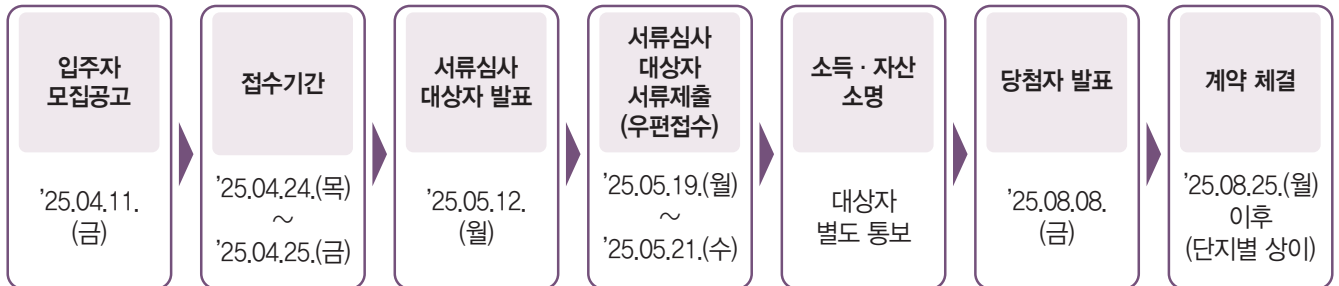 입주자
모집공고
'25.04.11.
(금)
접수기간
'25.04.24.(목)
~
'25.04.25.(금)
서류심사
대상자 발표
'25.05.12.
(월)
서류심사
대상자
서류제출
(우편접수)
'25.05.19.(월)
~
'25.05.21.(수)
소득 · 자산
소명
대상자
별도 통보
당첨자 발표
'25.08.08.
(금)
계약 체결
'25.08.25.(월)
이후
(단지별 상이)